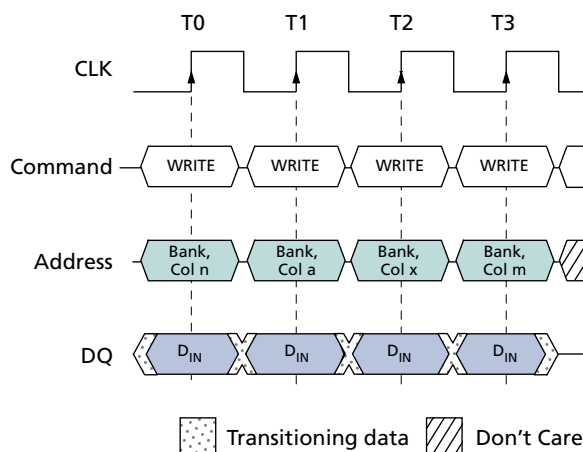 T0 T1 T2 T3
CLK
Command WRITE WRITE WRITE WRITE
Bank, Bank, Bank, Bank,
Address
Col n Col a Col x Col m
DQ DIN DIN DIN DIN
Transitioning data Don't Care